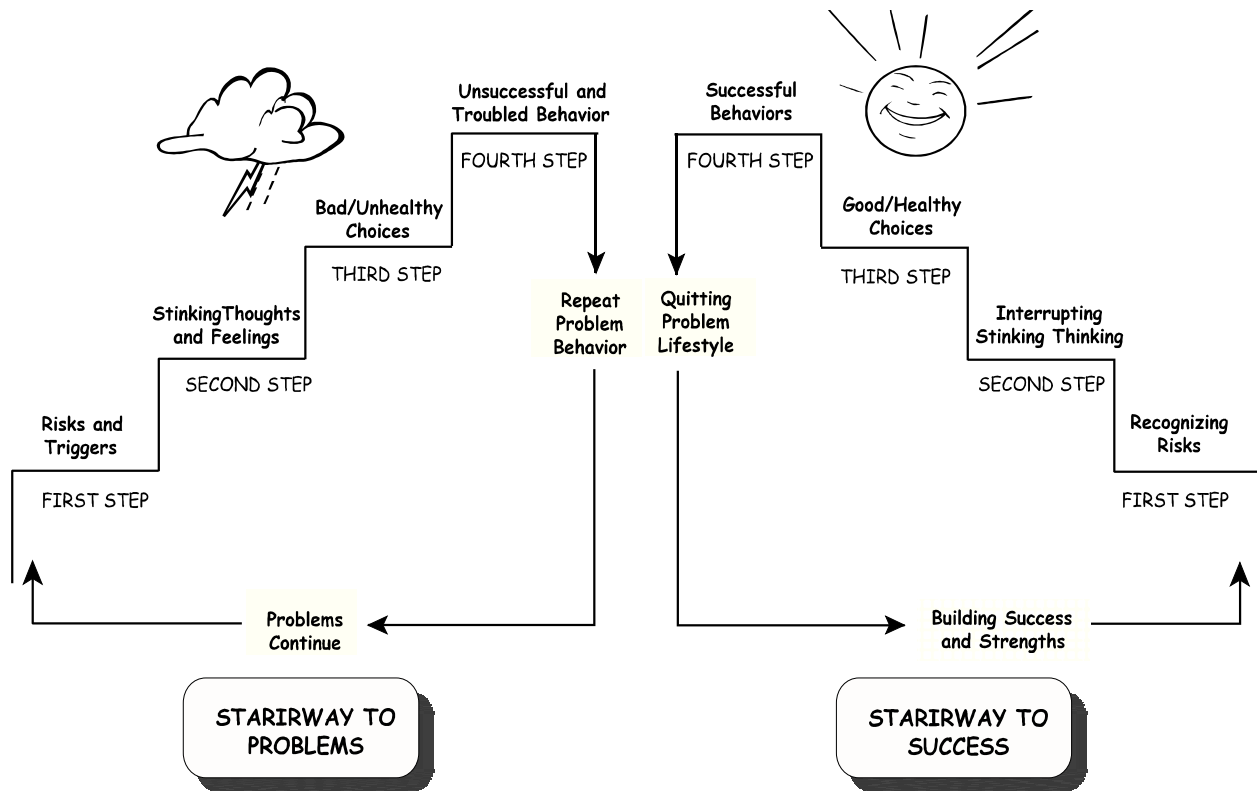 Unsuccessful and
Troubled Behavior
FOURTH STEP
Bad/Unhealthy
Choices
THIRD STEP
StinkingThoughts
and Feelings
SECOND STEP
Risks and
Triggers
FIRST STEP
Repeat
Problem
Behavior
Problems
Continue
STARIRWAY TO
PROBLEMS
Successful
Behaviors
FOURTH STEP
Good/Healthy
Choices
THIRD STEP
Interrupting
Stinking Thinking
SECOND STEP
Recognizing
Risks
FIRST STEP
Quitting
Problem
Lifestyle
Building Success
and Strengths
STARIRWAY TO
SUCCESS